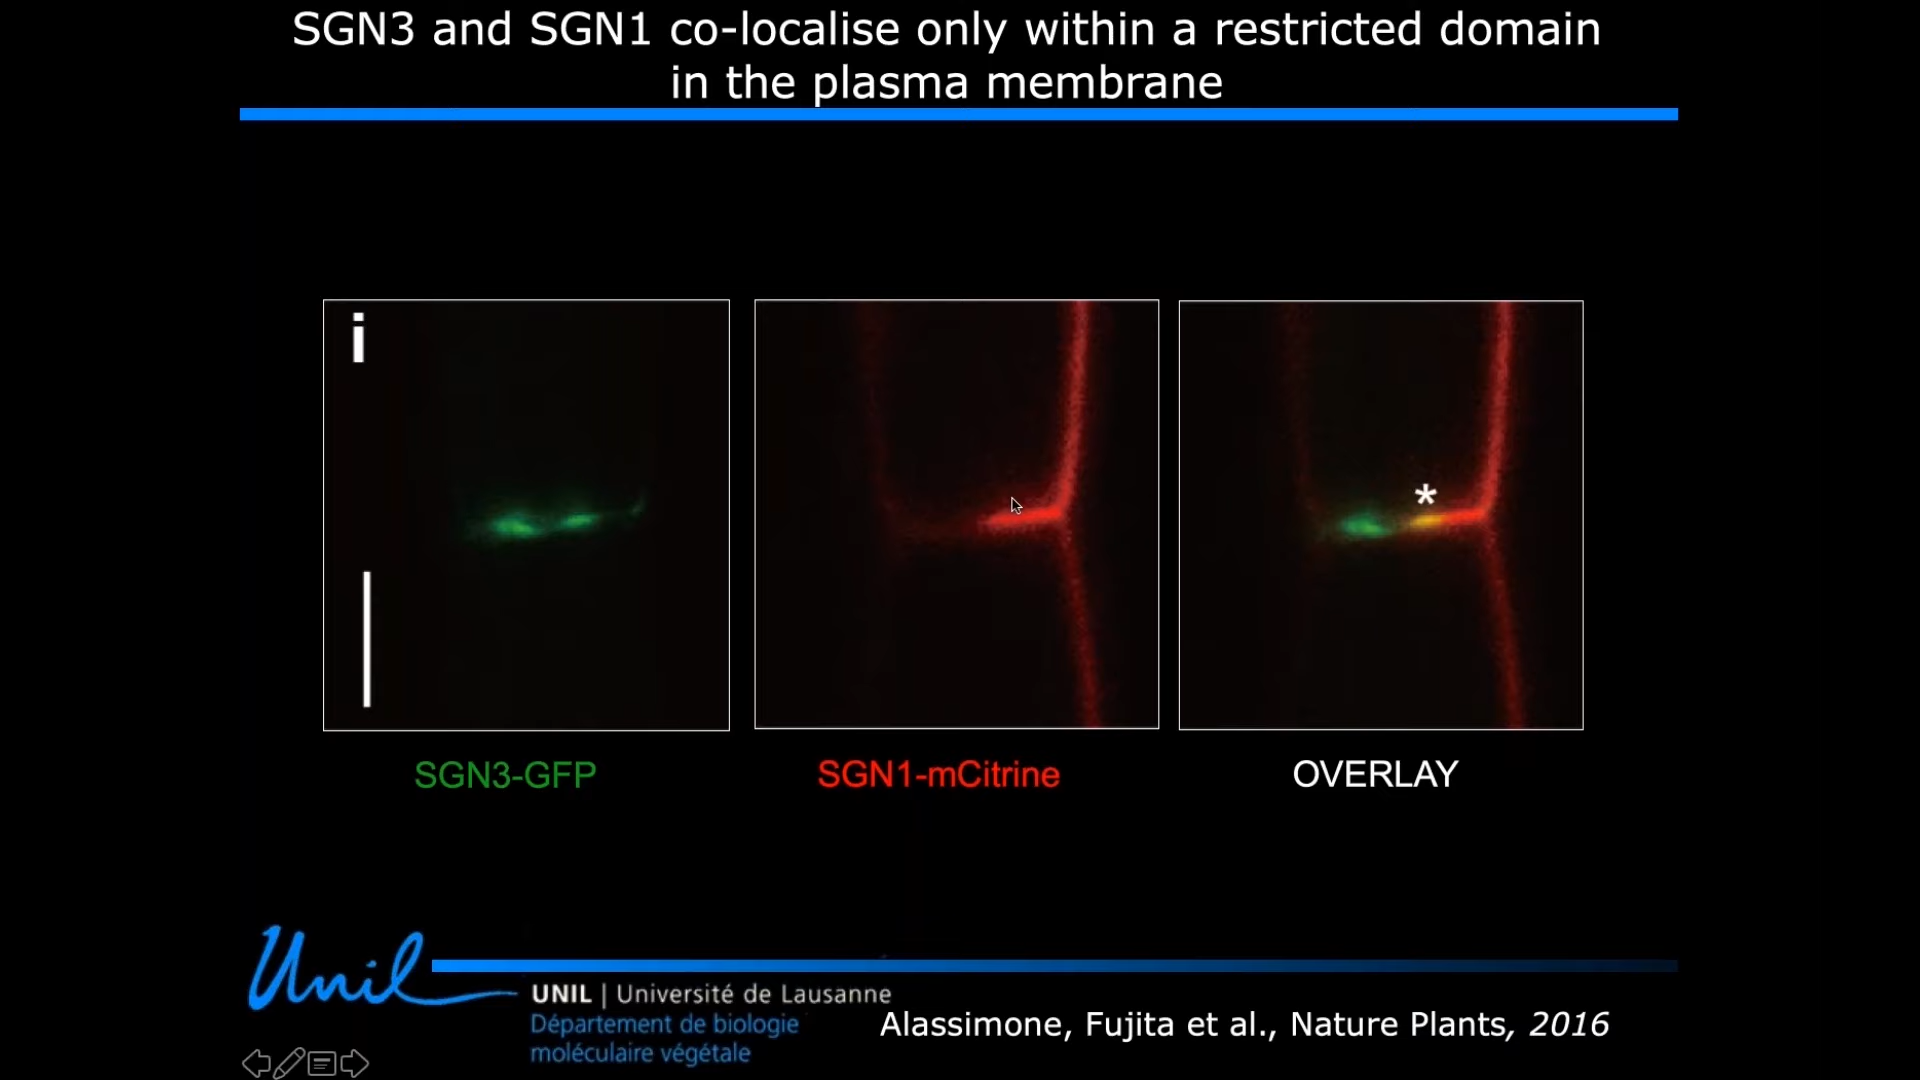 SGN3 and SGN1 co-localise only within a restricted domain
in the plasma membrane
i
*
SGN3-GFP
SGN1-mCitrine
OVERLAY
Unil
UNIL | Université de Lausanne
Département de biologie
moléculaire végétale
Alassimone, Fujita et al., Nature Plants, 2016